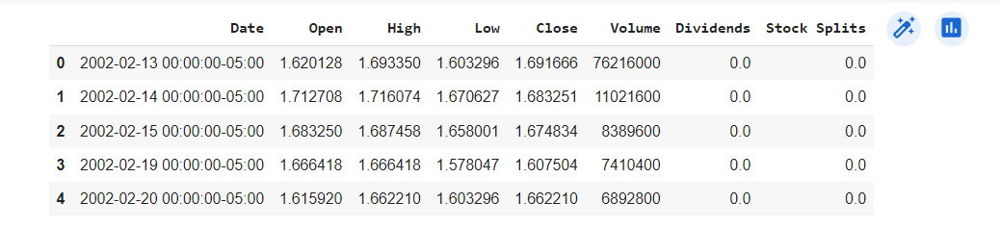 Date Open High Low Close Volume Dividends Stock Splits
0 2002-02-13 00:00:00-05:00 1.620128 1.693350 1.603296 1.691666 76216000 0.0 0.0
1 2002-02-14 00:00:00-05:00 1.712708 1.716074 1.670627 1.683251 11021600 0.0 0.0
2 2002-02-15 00:00:00-05:00 1.683250 1.687458 1.658001 1.674834 8389600 0.0 0.0
3 2002-02-19 00:00:00-05:00 1.666418 1.666418 1.578047 1.607504 7410400 0.0 0.0
4 2002-02-20 00:00:00-05:00 1.615920 1.662210 1.603296 1.662210 6892800 0.0 0.0